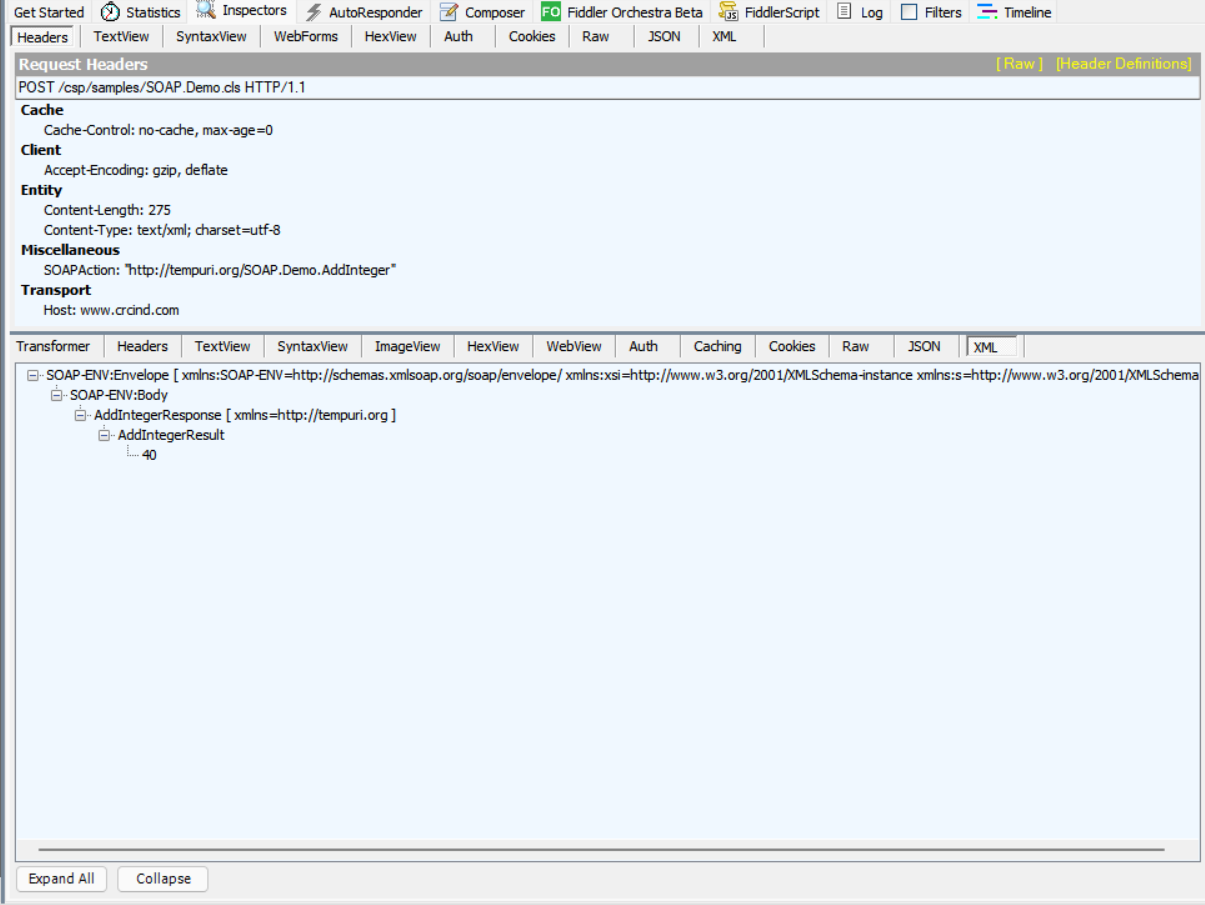 Get Started Statistics Inspectors AutoResponder Composer FO Fiddler Orchestra Beta FiddlerScript Log Filters Timeline
Headers TextView SyntaxView WebForms HexView Auth Cookies Raw JSON XML
Request Headers [ Raw ] [Header Definitions]
POST /csp/samples/SOAP.Demo.cls HTTP/1.1
Cache
Cache-Control: no-cache, max-age=0
Client
Accept-Encoding: gzip, deflate
Entity
Content-Length: 275
Content-Type: text/xml; charset=utf-8
Miscellaneous
SOAPAction: "http://tempuri.org/SOAP.Demo.AddInteger"
Transport
Host: www.crcind.com
Transformer Headers TextView SyntaxView ImageView HexView WebView Auth Caching Cookies Raw JSON XML
SOAP-ENV:Envelope [ xmlns:SOAP-ENV=http://schemas.xmlsoap.org/soap/envelope/ xmlns:xsi=http://www.w3.org/2001/XMLSchema-instance xmlns:s=http://www.w3.org/2001/XMLSchema
SOAP-ENV:Body
AddIntegerResponse [ xmlns=http://tempuri.org ]
AddIntegerResult
40
Expand All Collapse